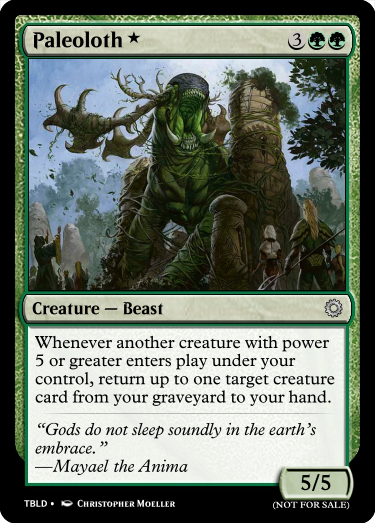 Paleoloth ★ 3
Creature — Beast
Whenever another creature with power
5 or greater enters play under your
control, return up to one target creature
card from your graveyard to your hand.
“Gods do not sleep soundly in the earth's
embrace.”
—Mayael the Anima
5/5
TBLD • Christopher Moeller
(NOT FOR SALE)